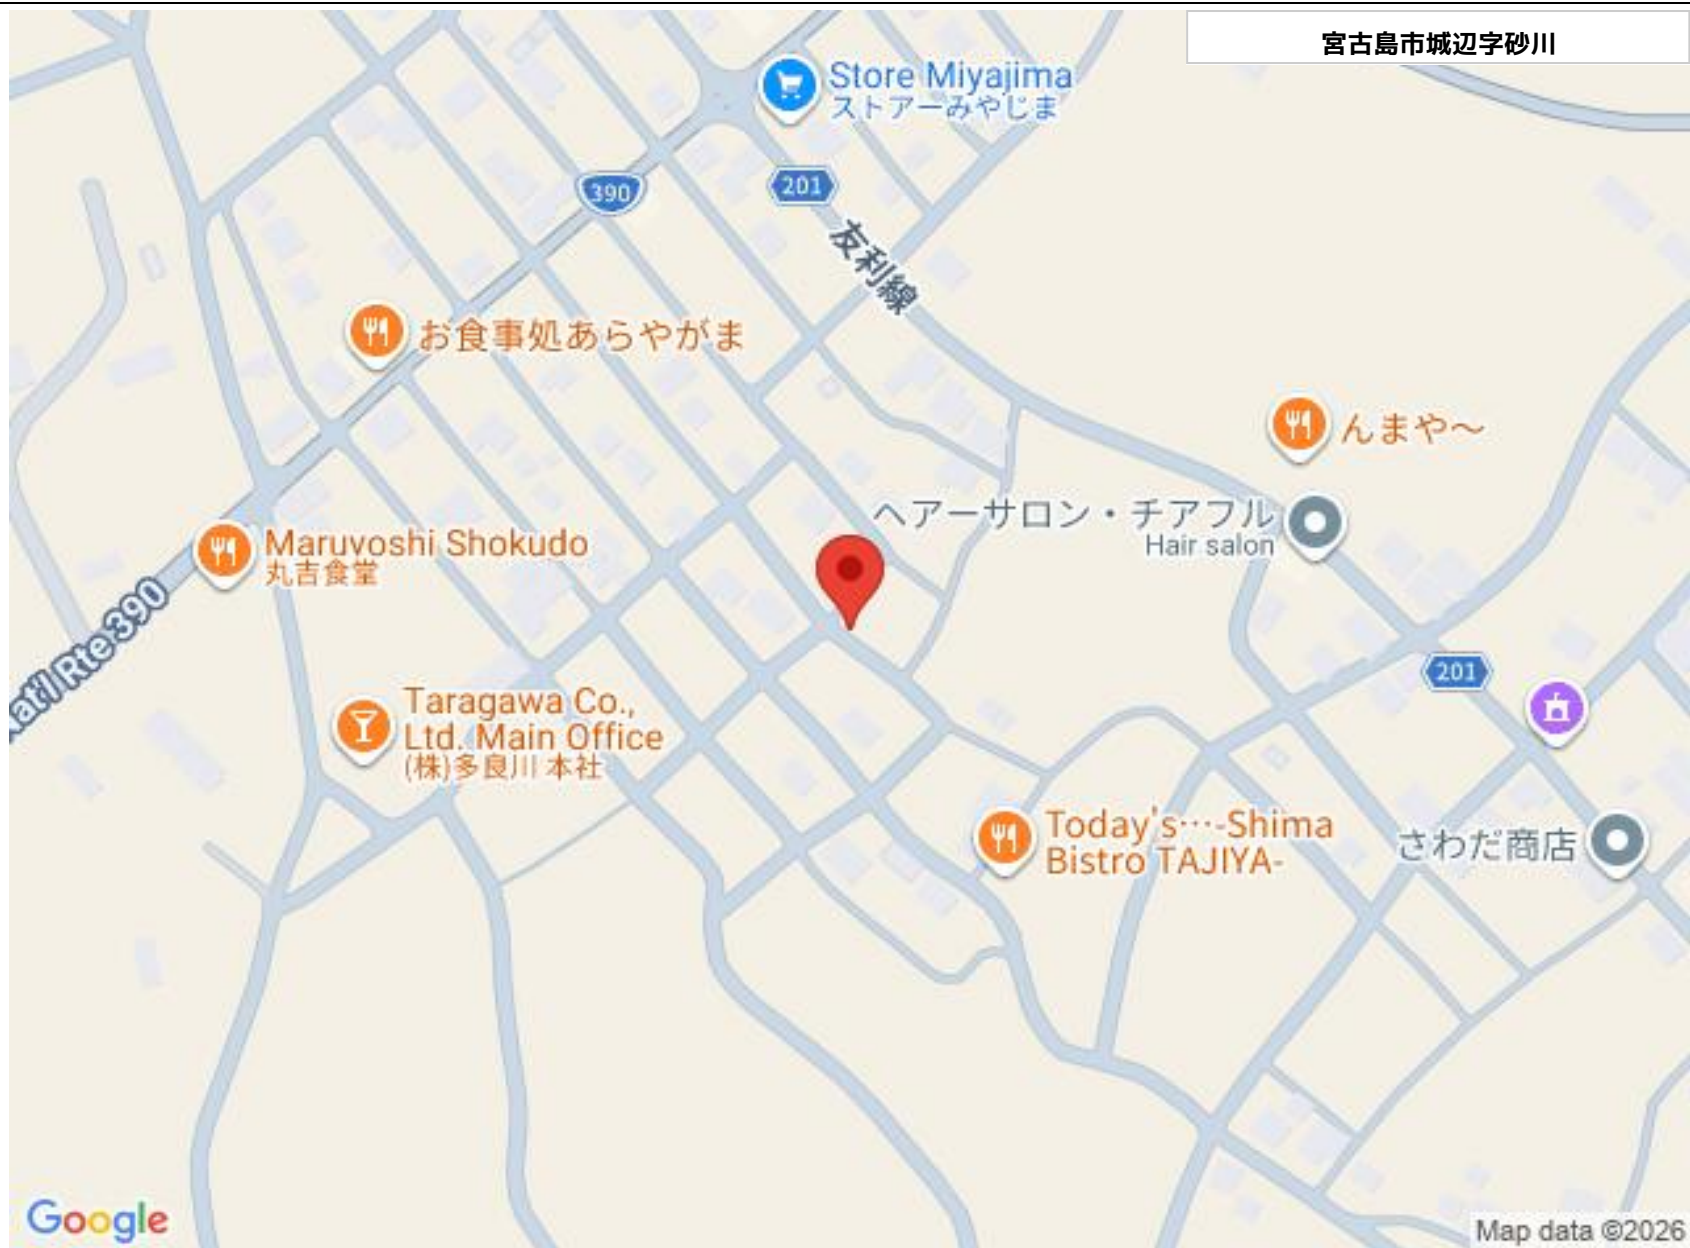 宮古島市城辺字砂川
Store Miyajima
ストアーみやじま
390
201
友利線
お食事処あらやがま
んまや～
ヘアーサロン・チアフル
Hair salon
Maruyoshi Shokudo
丸吉食堂
Nat'l Rte 390
201
Taragawa Co.,
Ltd. Main Office
(株)多良川 本社
Today's…-Shima
Bistro TAJIYA-
さわだ商店
Google
Map data ©2026